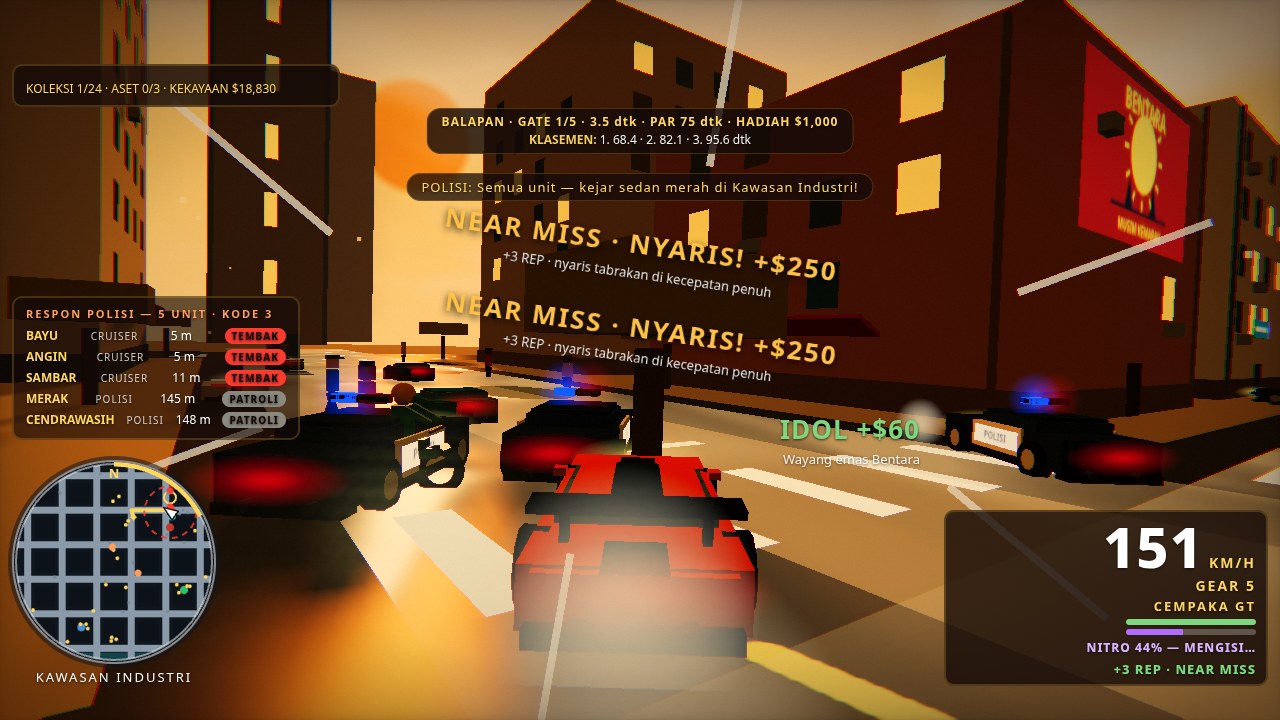 KOLEKSI 1/24 · ASET 0/3 · KEKAYAAN $18,830
BALAPAN · GATE 1/5 · 3.5 dtk · PAR 75 dtk · HADIAH $1,000
KLASEMEN: 1. 68.4 · 2. 82.1 · 3. 95.6 dtk
POLISI: Semua unit — kejar sedan merah di Kawasan Industri!
NEAR MISS · NYARIS! +$250
+3 REP · nyaris tabrakan di kecepatan penuh
NEAR MISS · NYARIS! +$250
+3 REP · nyaris tabrakan di kecepatan penuh
BENTARA
RESPON POLISI — 5 UNIT · KODE 3
BAYU CRUISER 5 m TEMBAK
ANGIN CRUISER 5 m TEMBAK
SAMBAR CRUISER 11 m TEMBAK
MERAK POLISI 145 m PATROLI
CENDRAWASIH POLISI 148 m PATROLI
IDOL +$60
Wayang emas Bentara
POLISI
N
KAWASAN INDUSTRI
151 KM/H
GEAR 5
CEMPAKA GT
NITRO 44% — MENGISI...
+3 REP · NEAR MISS